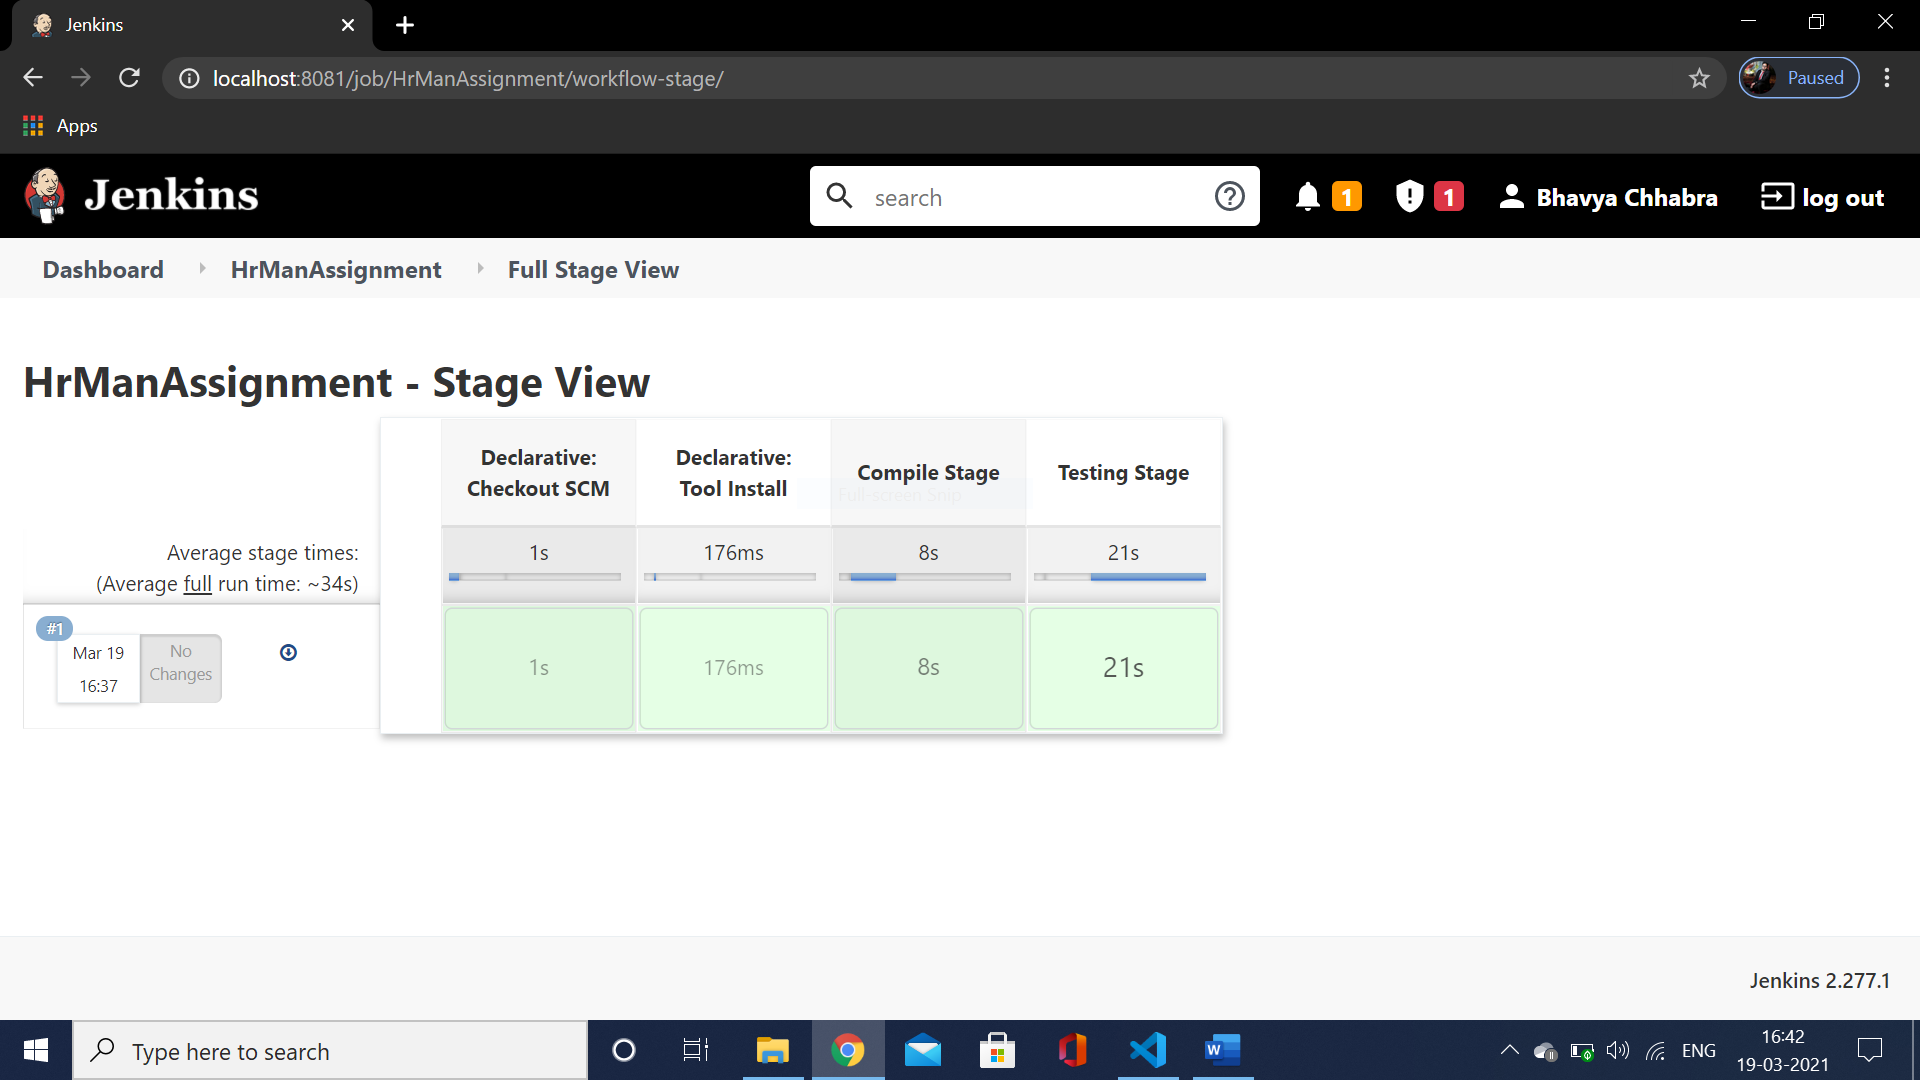 Jenkins
localhost:8081/job/HrManAssignment/workflow-stage/
Paused
Apps
Jenkins
search
1
1
Bhavya Chhabra
log out
Dashboard
HrManAssignment
Full Stage View
HrManAssignment - Stage View
Declarative:
Checkout SCM
Declarative:
Tool Install
Compile Stage
Testing Stage
Full-screen Snip
Average stage times:
(Average full run time: ~34s)
1s
176ms
8s
21s
#1
Mar 19
16:37
No
Changes
1s
176ms
8s
21s
Jenkins 2.277.1
Type here to search
W
ENG
16:42
19-03-2021